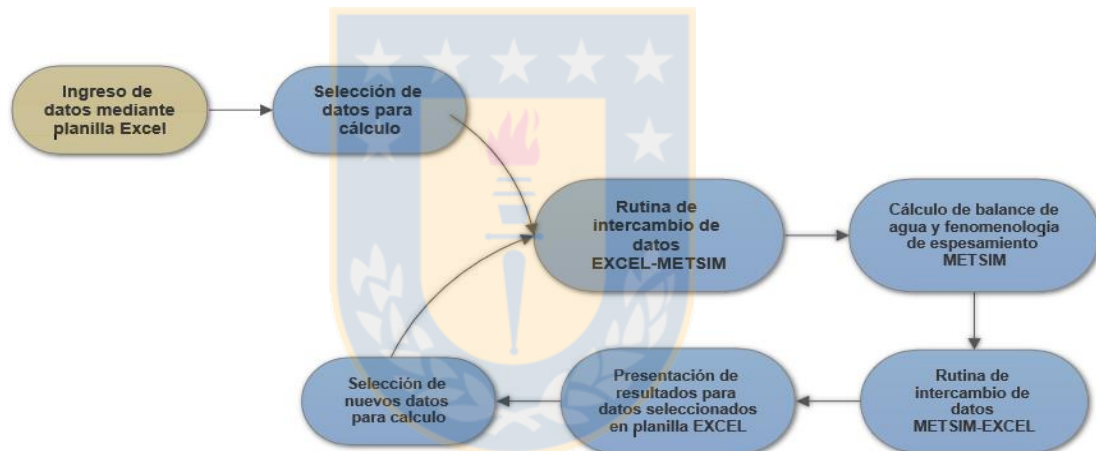 Ingreso de
datos mediante
planilla Excel
Selección de
datos para
cálculo
Rutina de
intercambio de
datos
EXCEL-METSIM
Cálculo de balance de
agua y fenomenologia
de espesamiento
METSIM
Rutina de
intercambio de
datos
METSIM-EXCEL
Presentación de
resultados para
datos seleccionados
en planilla EXCEL
Selección de
nuevos datos
para calculo